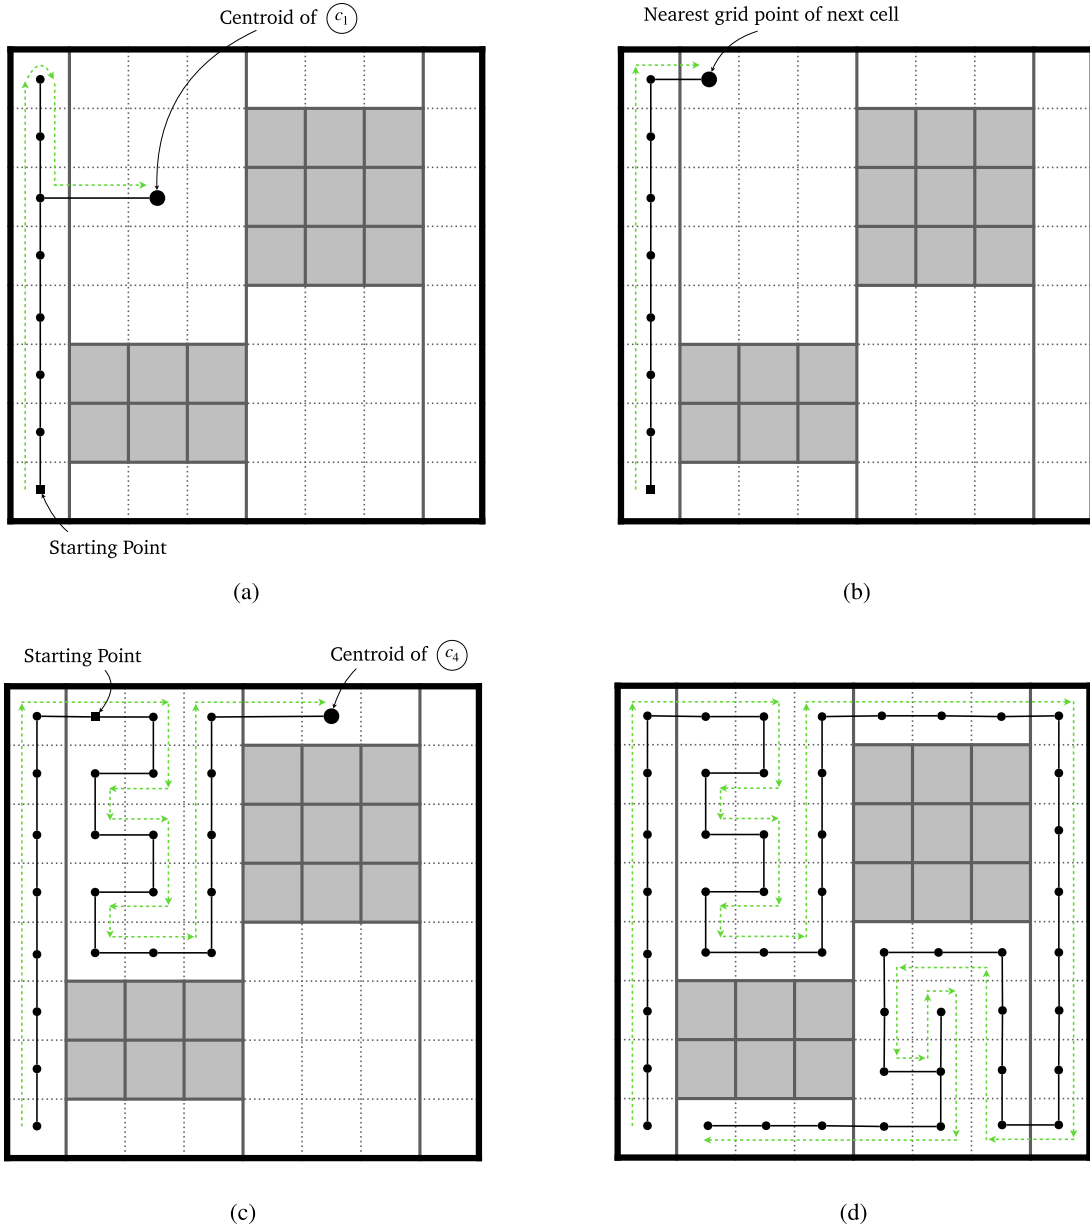 Centroid of c₁
Nearest grid point of next cell
Starting Point
(a)
(b)
Starting Point
Centroid of c₄
(c)
(d)